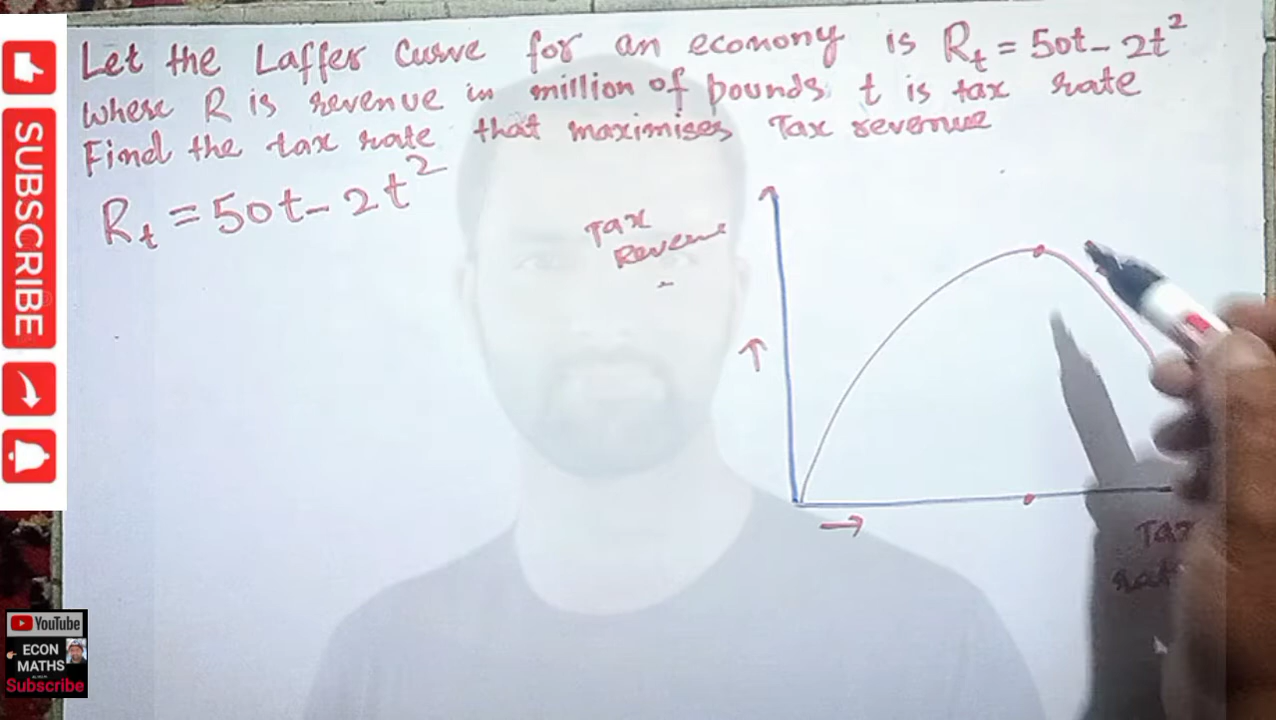 Let the Laffer Curve for an economy is Rt = 50t - 2t²
where R is revenue in million of pounds. t is tax rate
Find the tax rate that maximises Tax revenue
Rt = 50t - 2t²
Tax
Revenue
Tax
SUBSCRIBE
YouTube
ECON
MATHS
Subscribe